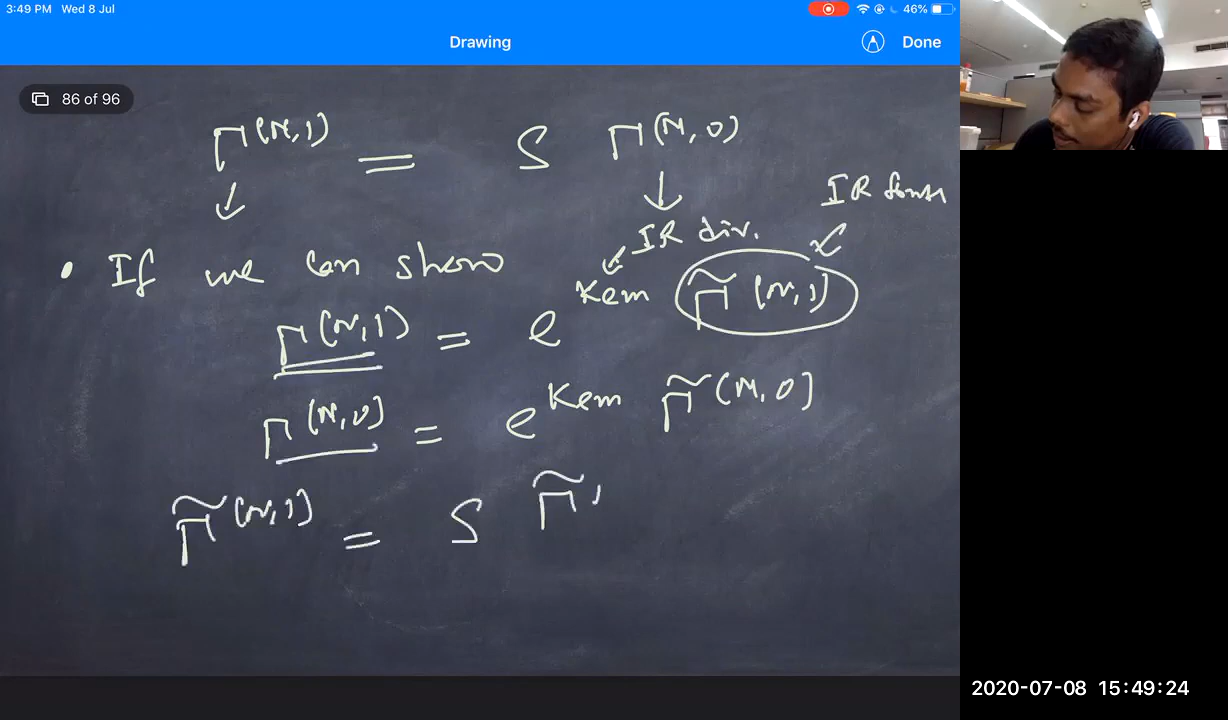 3:49 PM Wed 8 Jul 46%
Drawing Done
86 of 96
Γ^(N,1) = S Γ^(N,0)
↓ ↓ IR
IR div.
• If we can show
Γ^(N,1) = e^Kem Γ̃^(N,1)
Γ^(N,0) = e^Kem Γ̃^(N,0)
Γ̃^(N,1) = S Γ̃
2020-07-08 15:49:24